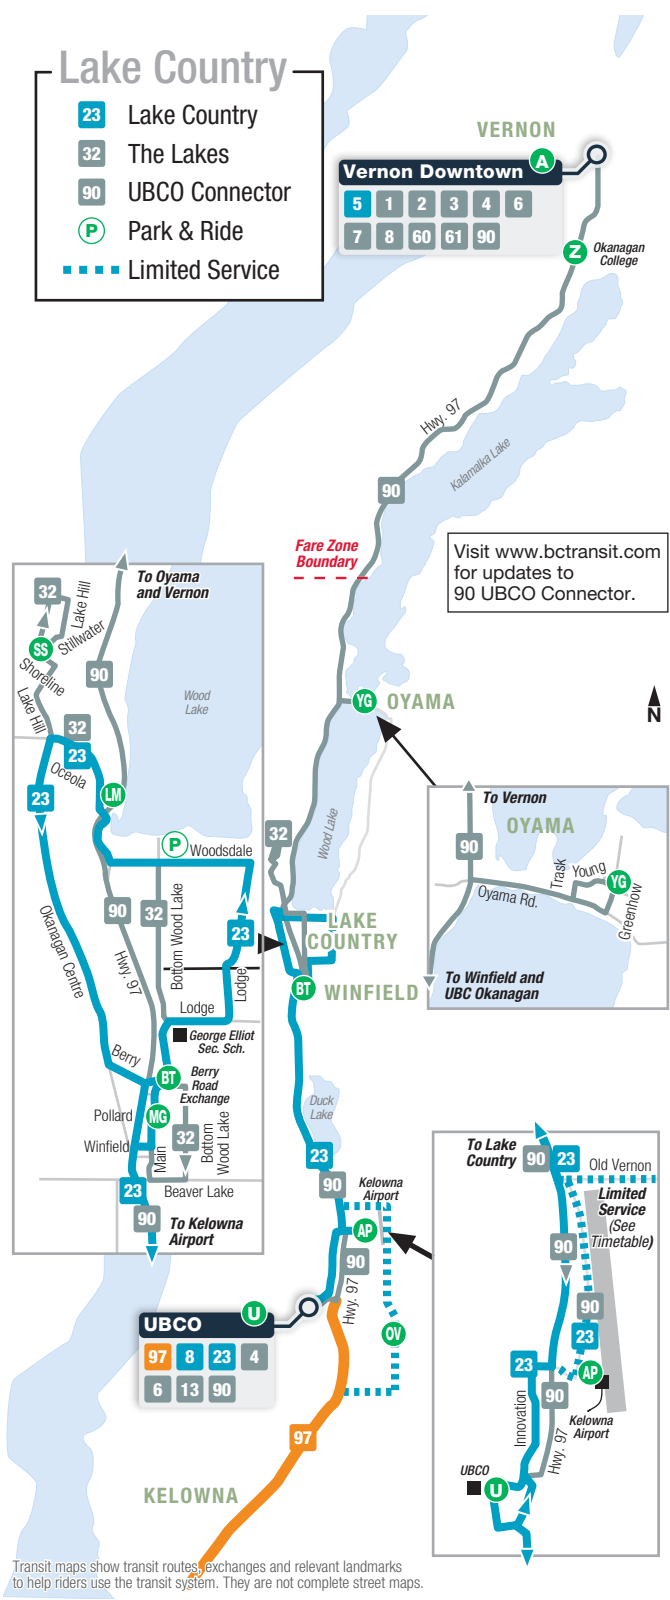 Lake Country
23 Lake Country
32 The Lakes
90 UBCO Connector
P Park & Ride
Limited Service
VERNON
A
Vernon Downtown
5 1 2 3 4 6
7 8 60 61 90
Z
Okanagan
College
Hwy. 97
Kalamalka Lake
90
Fare Zone
Boundary
Visit www.bctransit.com
for updates to
90 UBCO Connector.
N
YG OYAMA
Wood Lake
32
LAKE
COUNTRY
BT WINFIELD
Duck
Lake
23
90
Kelowna
Airport
AP
90
Hwy. 97
OV
U
UBCO
97 8 23 4
6 13 90
97
KELOWNA
To Oyama
and Vernon
32
Lake Hill
SS
Stillwater
Shoreline
Lake Hill
90
Wood
Lake
32
23
Oceola
23
LM
P
Woodsdale
90
32
Bottom Wood Lake
23
Okanagan Centre
Hwy. 97
Lodge
Lodge
George Elliot
Sec. Sch.
Berry
BT
Berry
Road
Exchange
Pollard
MG
32
Bottom
Wood Lake
Winfield
Main
23
Beaver Lake
90
To Kelowna
Airport
To Vernon
OYAMA
90
Trask
Young
YG
Oyama Rd.
Greenhow
To Winfield and
UBC Okanagan
To Lake
Country
90
23
Old Vernon
Limited
Service
(See
Timetable)
90
90
23
23
AP
90
Kelowna
Airport
Innovation
Hwy. 97
UBCO
U
Transit maps show transit routes, exchanges and relevant landmarks
to help riders use the transit system. They are not complete street maps.